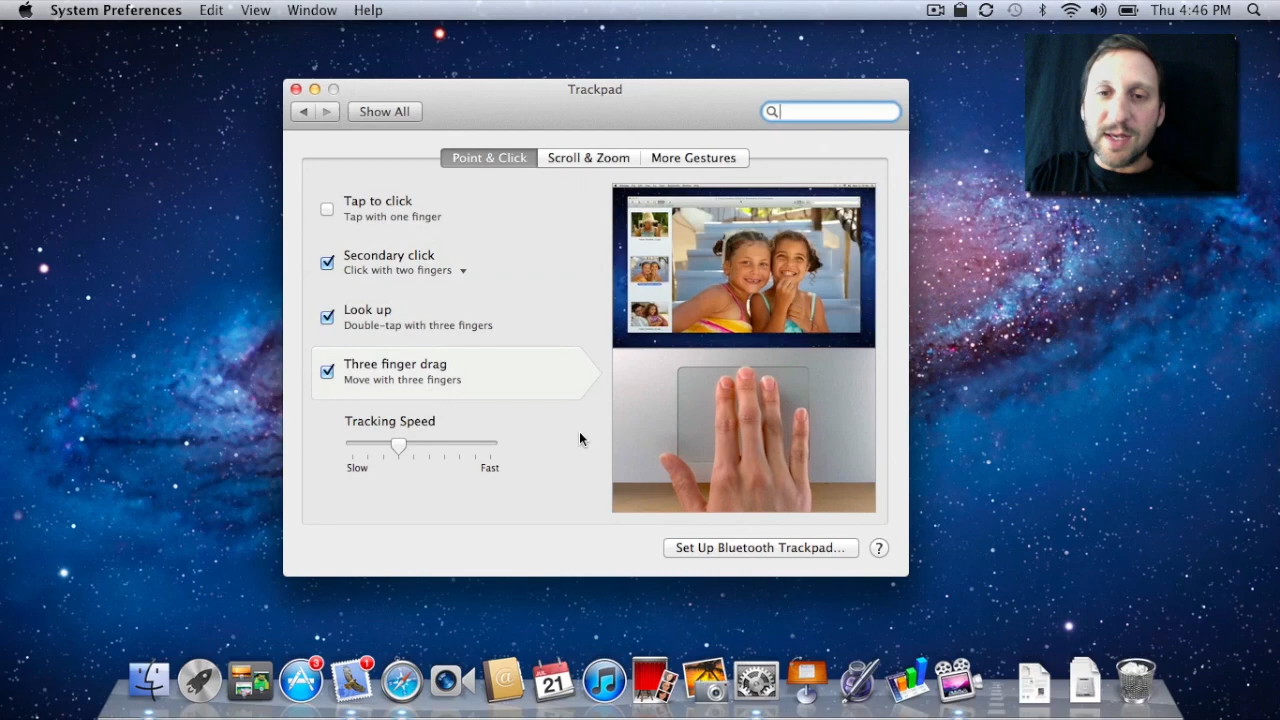 System Preferences Edit View Window Help Thu 4:46 PM
Trackpad
Show All
Point & Click Scroll & Zoom More Gestures
Tap to click
Tap with one finger
Secondary click
Click with two fingers
Look up
Double-tap with three fingers
Three finger drag
Move with three fingers
Tracking Speed
Slow Fast
Set Up Bluetooth Trackpad... ?
3 1 JUL 21